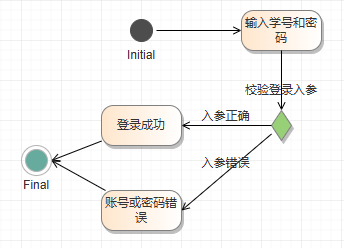 输入学号和密
码
Initial
校验登录入参
登录成功
入参正确
入参错误
Final
账号或密码错
误